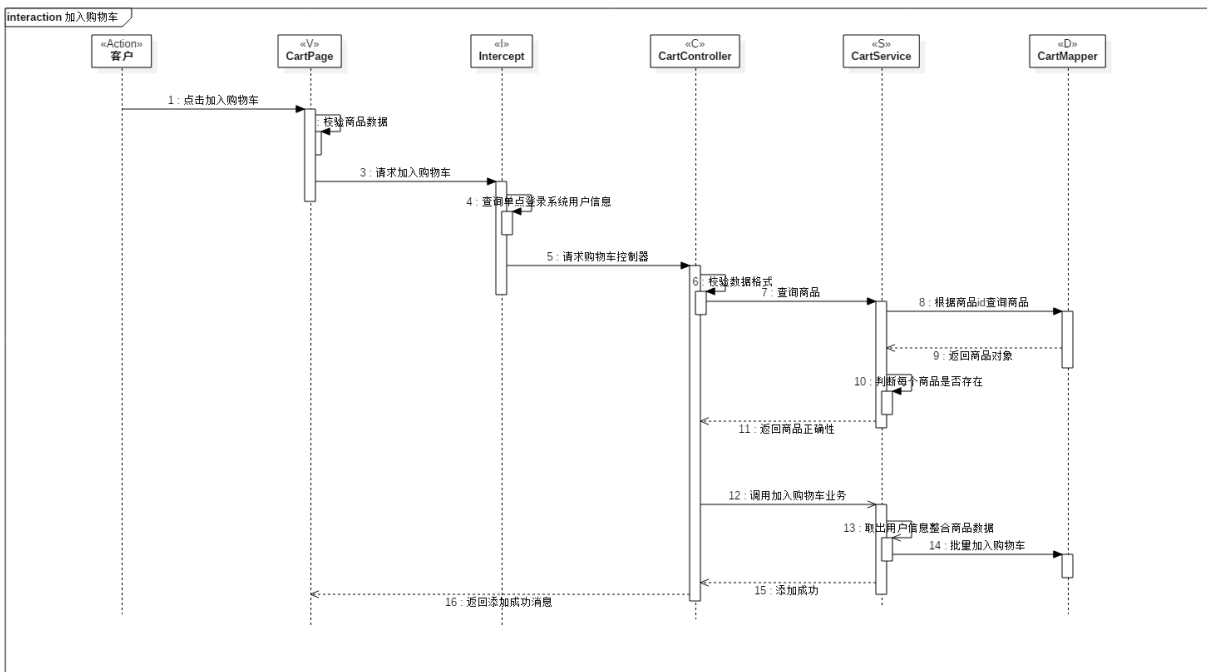 interaction 加入购物车
«Action»
客户
«V»
CartPage
«I»
Intercept
«C»
CartController
«S»
CartService
«D»
CartMapper
1 : 点击加入购物车
: 校验商品数据
3 : 请求加入购物车
4 : 查询单点登录系统用户信息
5 : 请求购物车控制器
6 : 校验数据格式
7 : 查询商品
8 : 根据商品id查询商品
9 : 返回商品对象
10 : 判断每个商品是否存在
11 : 返回商品正确性
12 : 调用加入购物车业务
13 : 取出用户信息整合商品数据
14 : 批量加入购物车
15 : 添加成功
16 : 返回添加成功消息